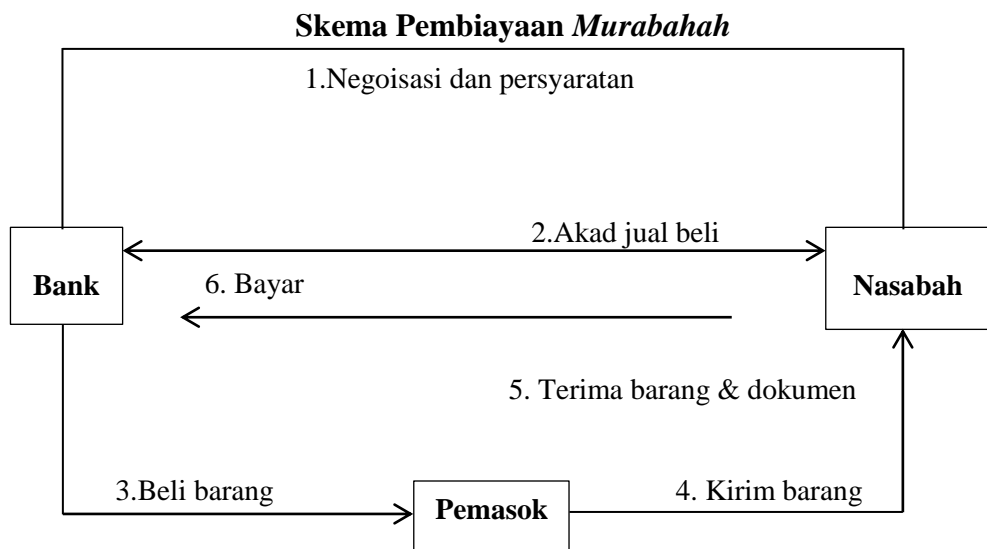 Skema Pembiayaan Murabahah
1.Negoisasi dan persyaratan
2.Akad jual beli
Bank
6. Bayar
Nasabah
5. Terima barang & dokumen
3.Beli barang
Pemasok
4. Kirim barang